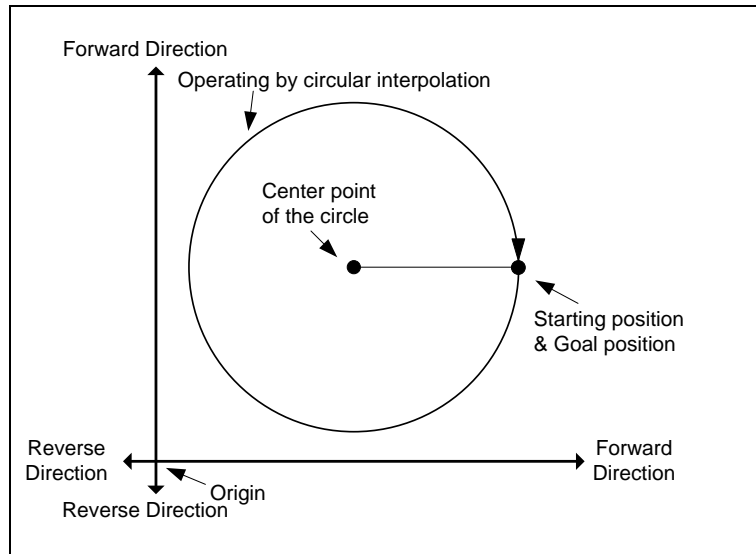 Forward Direction
Operating by circular interpolation
Center point
of the circle
Starting position
& Goal position
Reverse
Direction
Forward
Direction
Origin
Reverse Direction